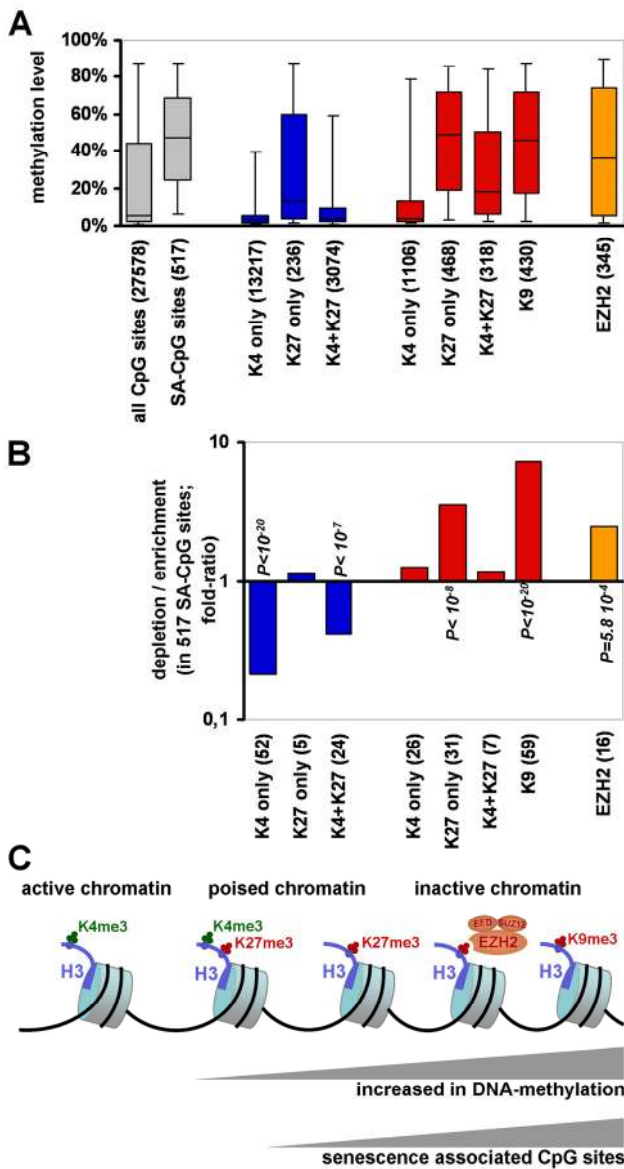 A
methylation level
100%
80%
60%
40%
20%
0%
all CpG sites (27578)
SA-CpG sites (517)
K4 only (13217)
K27 only (236)
K4+K27 (3074)
K4 only (1106)
K27 only (468)
K4+K27 (318)
K9 (430)
EZH2 (345)
B
depletion / enrichment
(in 517 SA-CpG sites;
fold-ratio)
10
1
0,1
P<10-20
P< 10-7
P< 10-8
P<10-20
P=5.8 10-4
K4 only (52)
K27 only (5)
K4+K27 (24)
K4 only (26)
K27 only (31)
K4+K27 (7)
K9 (59)
EZH2 (16)
C
active chromatin poised chromatin inactive chromatin
K4me3
H3
K4me3
K27me3
H3
K27me3
H3
EED SUZ12
EZH2
H3
K9me3
H3
increased in DNA-methylation
senescence associated CpG sites